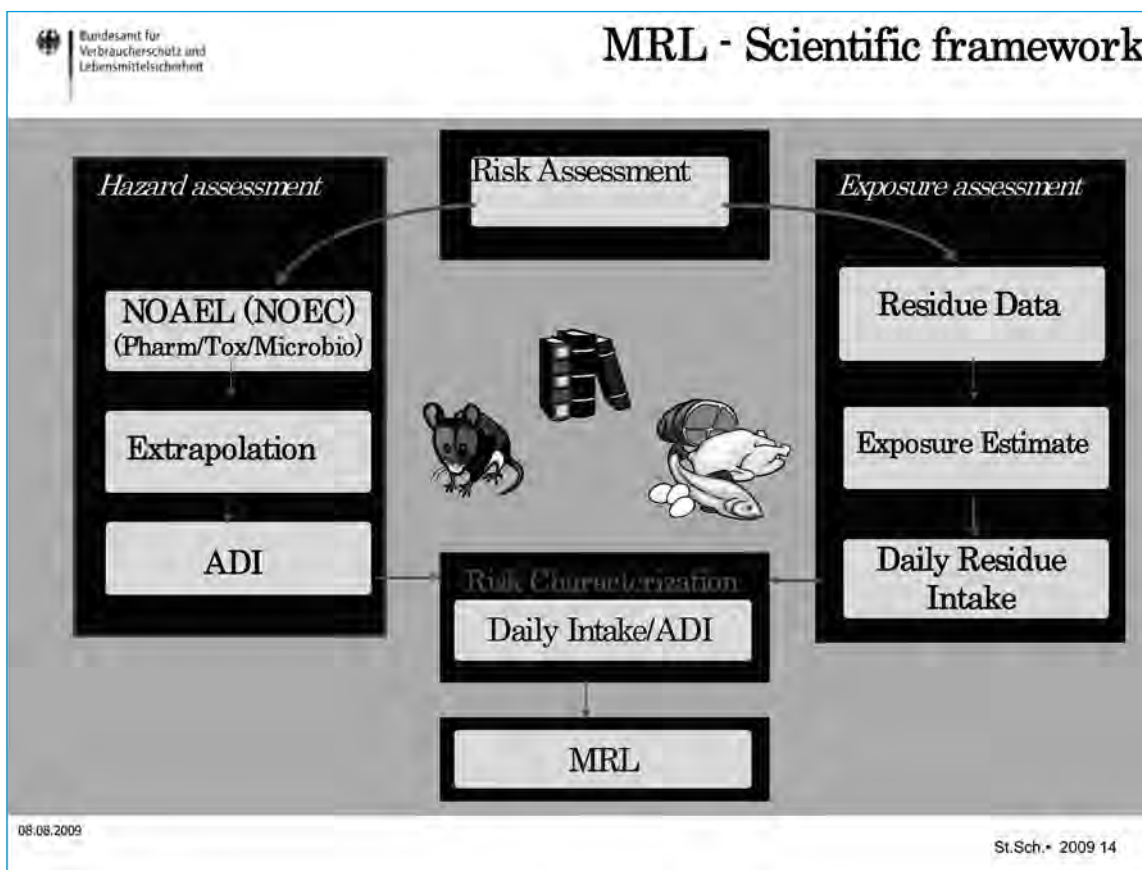 Bundesamt für
Verbraucherschutz und
Lebensmittelsicherheit
MRL - Scientific framework
Hazard assessment
NOAEL (NOEC)
(Pharm/Tox/Microbio)
Extrapolation
ADI
Risk Assessment
Exposure assessment
Residue Data
Exposure Estimate
Daily Residue
Intake
Risk Characterization
Daily Intake/ADI
MRL
08.08.2009
St.Sch.• 2009 14